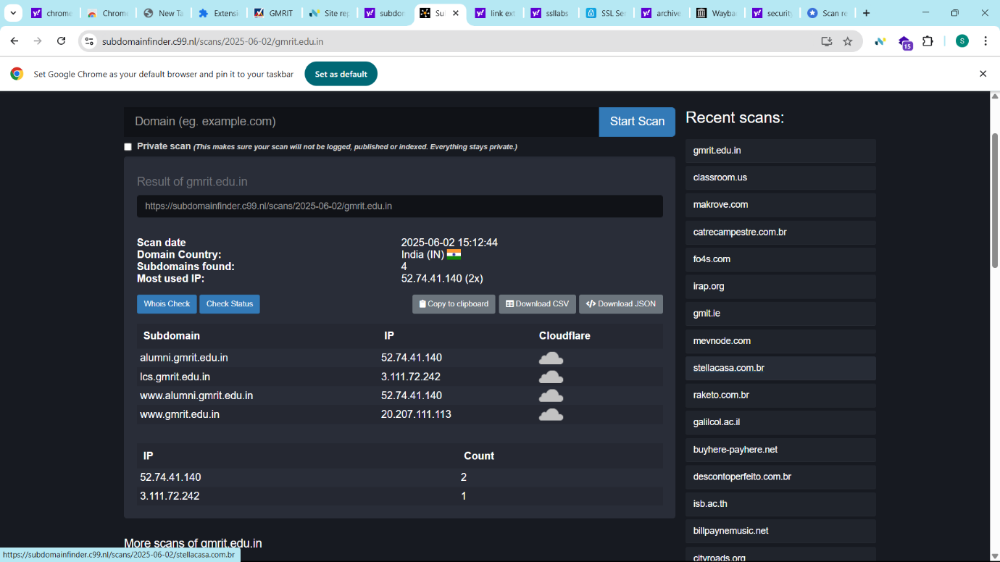 chrome
Chrome
New Ta
Extensi
GMRIT
Site rep
subdor
Su
link ext
ssllabs
SSL Ser
archive
Wayba
security
Scan re
subdomainfinder.c99.nl/scans/2025-06-02/gmrit.edu.in
15
S
Set Google Chrome as your default browser and pin it to your taskbar
Set as default
Domain (eg. example.com)
Start Scan
Private scan (This makes sure your scan will not be logged, published or indexed. Everything stays private.)
Result of gmrit.edu.in
https://subdomainfinder.c99.nl/scans/2025-06-02/gmrit.edu.in
Scan date 2025-06-02 15:12:44
Domain Country: India (IN)
Subdomains found: 4
Most used IP: 52.74.41.140 (2x)
Whois Check Check Status Copy to clipboard Download CSV Download JSON
Subdomain IP Cloudflare
alumni.gmrit.edu.in 52.74.41.140
lcs.gmrit.edu.in 3.111.72.242
www.alumni.gmrit.edu.in 52.74.41.140
www.gmrit.edu.in 20.207.111.113
IP Count
52.74.41.140 2
3.111.72.242 1
More scans of gmrit.edu.in
Recent scans:
gmrit.edu.in
classroom.us
makrove.com
catrecampestre.com.br
fo4s.com
irap.org
gmit.ie
mevnode.com
stellacasa.com.br
raketo.com.br
galilcol.ac.il
buyhere-payhere.net
descontoperfeito.com.br
isb.ac.th
billpaynemusic.net
cityroads.org
https://subdomainfinder.c99.nl/scans/2025-06-02/stellacasa.com.br